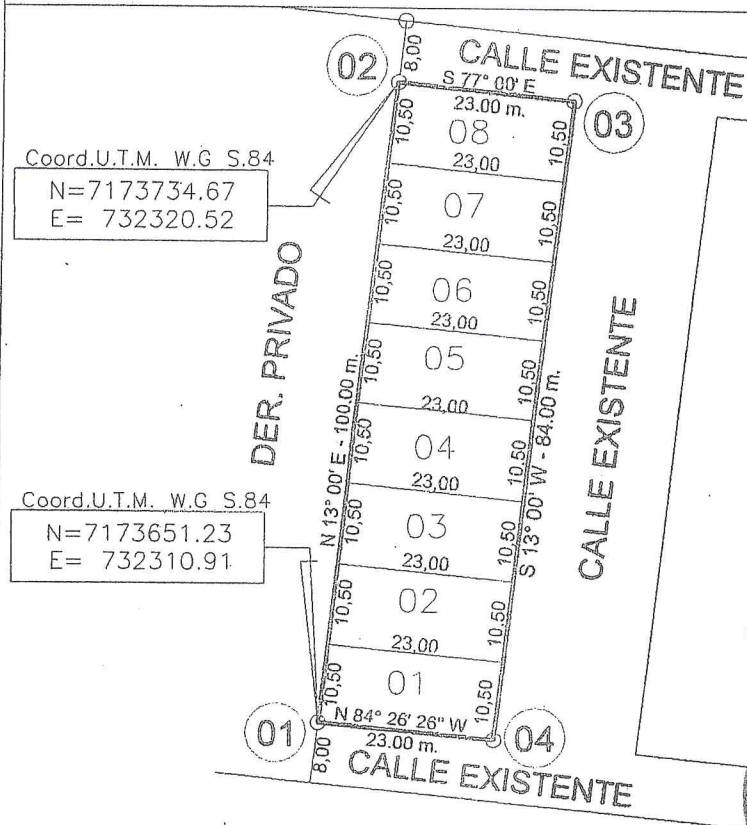 8,00
CALLE EXISTENTE
02
S 77° 00' E
23.00 m.
03
10,50
08
10,50
23,00
Coord.U.T.M. W.G S.84
N=7173734.67
E= 732320.52
10,50
07
10,50
23,00
10,50
06
10,50
23,00
DER. PRIVADO
10,50
05
10,50
23,00
N 13° 00' E - 100.00 m.
S 13° 00' W - 84.00 m.
CALLE EXISTENTE
10,50
04
10,50
23,00
Coord.U.T.M. W.G S.84
N=7173651.23
E= 732310.91
10,50
03
10,50
23,00
10,50
02
10,50
23,00
10,50
01
10,50
N 84° 26' 26" W
23.00 m.
01
04
8,00
CALLE EXISTENTE